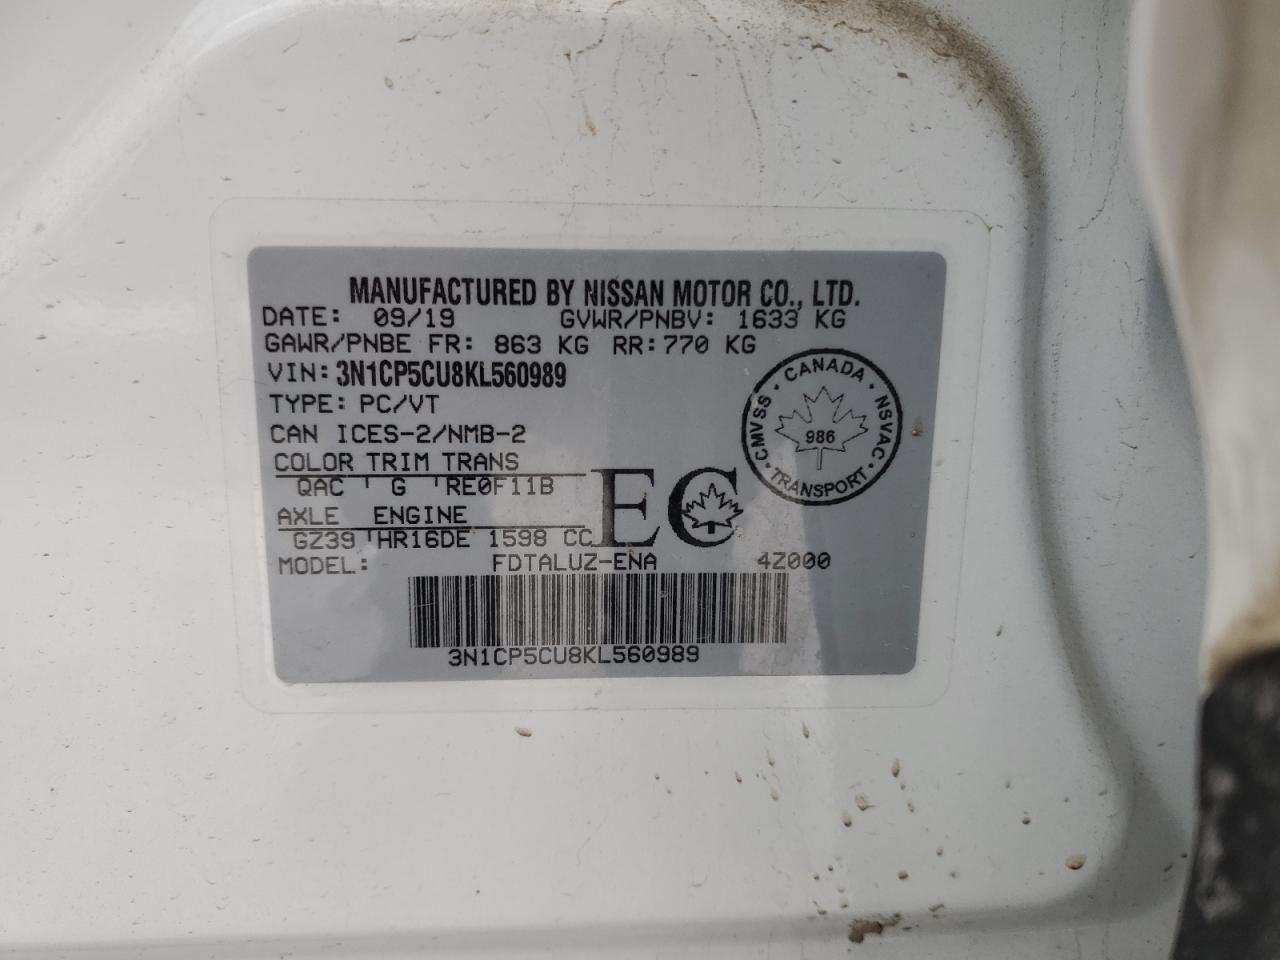 MANUFACTURED BY NISSAN MOTOR CO., LTD.
DATE: 09/19 GVWR/PNBV: 1633 KG
GAWR/PNBE FR: 863 KG RR: 770 KG
VIN: 3N1CP5CU8KL560989
TYPE: PC/VT
CAN ICES-2/NMB-2
COLOR TRIM TRANS
QAC G RE0F11B
AXLE ENGINE
GZ39 HR16DE 1598 CC
MODEL: FDTALUZ-ENA 4Z000
3N1CP5CU8KL560989
EC
CANADA · NSVAC · TRANSPORT · CMVSS ·
986